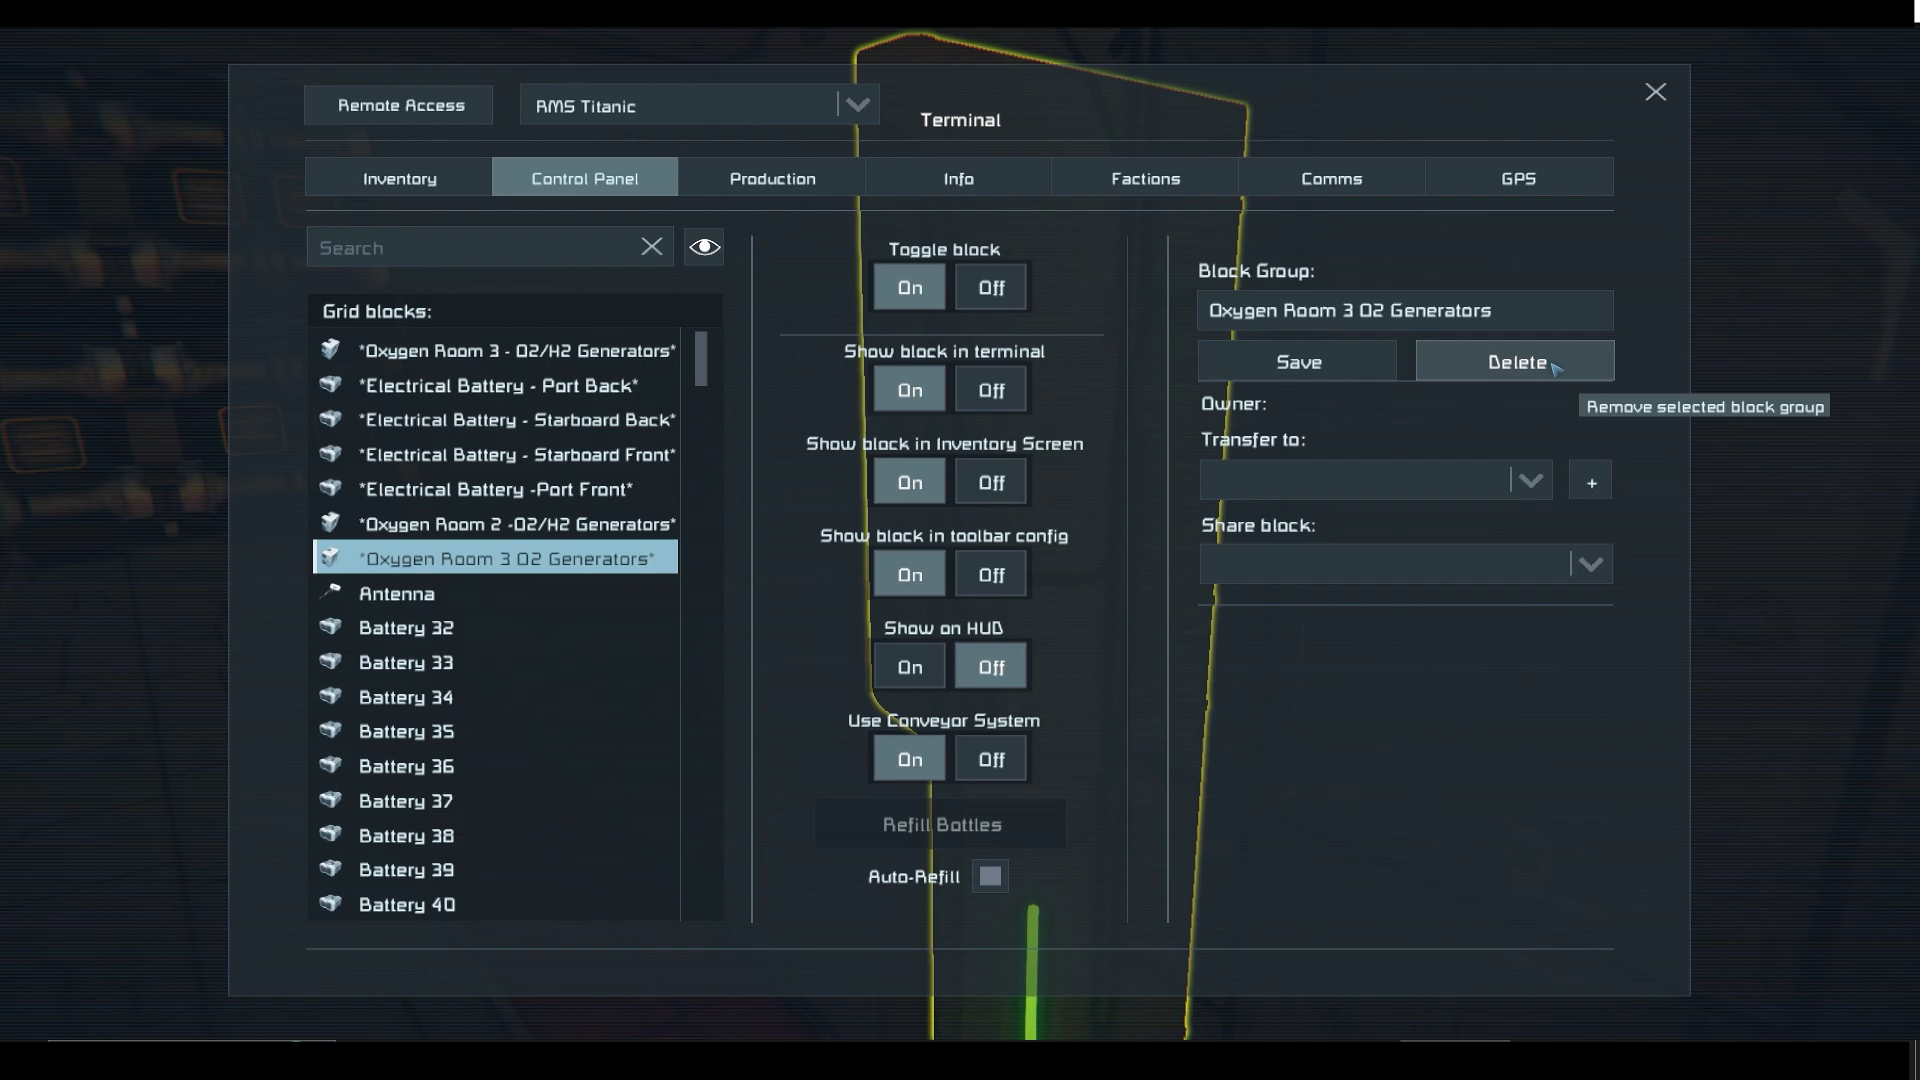 Remote Access
RMS Titanic
Terminal
Inventory
Control Panel
Production
Info
Factions
Comms
GPS
Search
Grid blocks:
*Oxygen Room 3 - O2/H2 Generators*
*Electrical Battery - Port Back*
*Electrical Battery - Starboard Back*
*Electrical Battery - Starboard Front*
*Electrical Battery -Port Front*
*Oxygen Room 2 -O2/H2 Generators*
*Oxygen Room 3 O2 Generators*
Antenna
Battery 32
Battery 33
Battery 34
Battery 35
Battery 36
Battery 37
Battery 38
Battery 39
Battery 40
Toggle block
On Off
Show block in terminal
On Off
Show block in Inventory Screen
On Off
Show block in toolbar config
On Off
Show on HUD
On Off
Use Conveyor System
On Off
Refill Bottles
Auto-Refill
Block Group:
Oxygen Room 3 O2 Generators
Save
Delete
Remove selected block group
Owner:
Transfer to:
+
Share block: